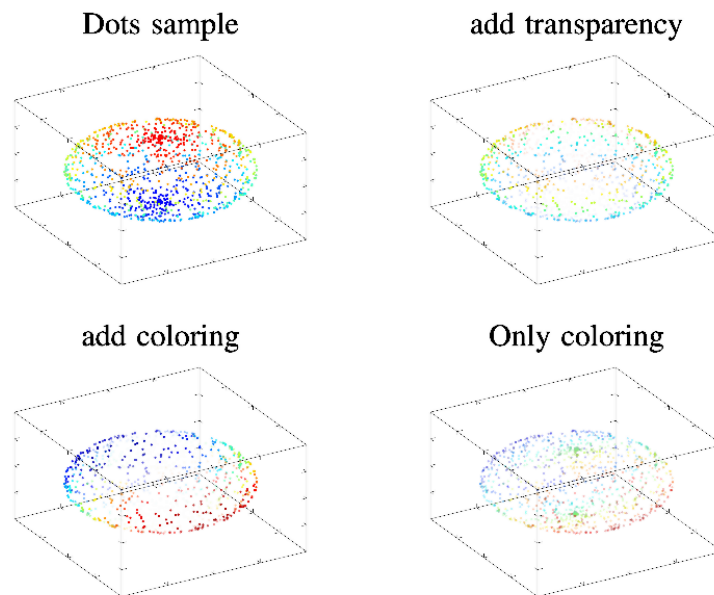 Dots sample
add transparency
add coloring
Only coloring